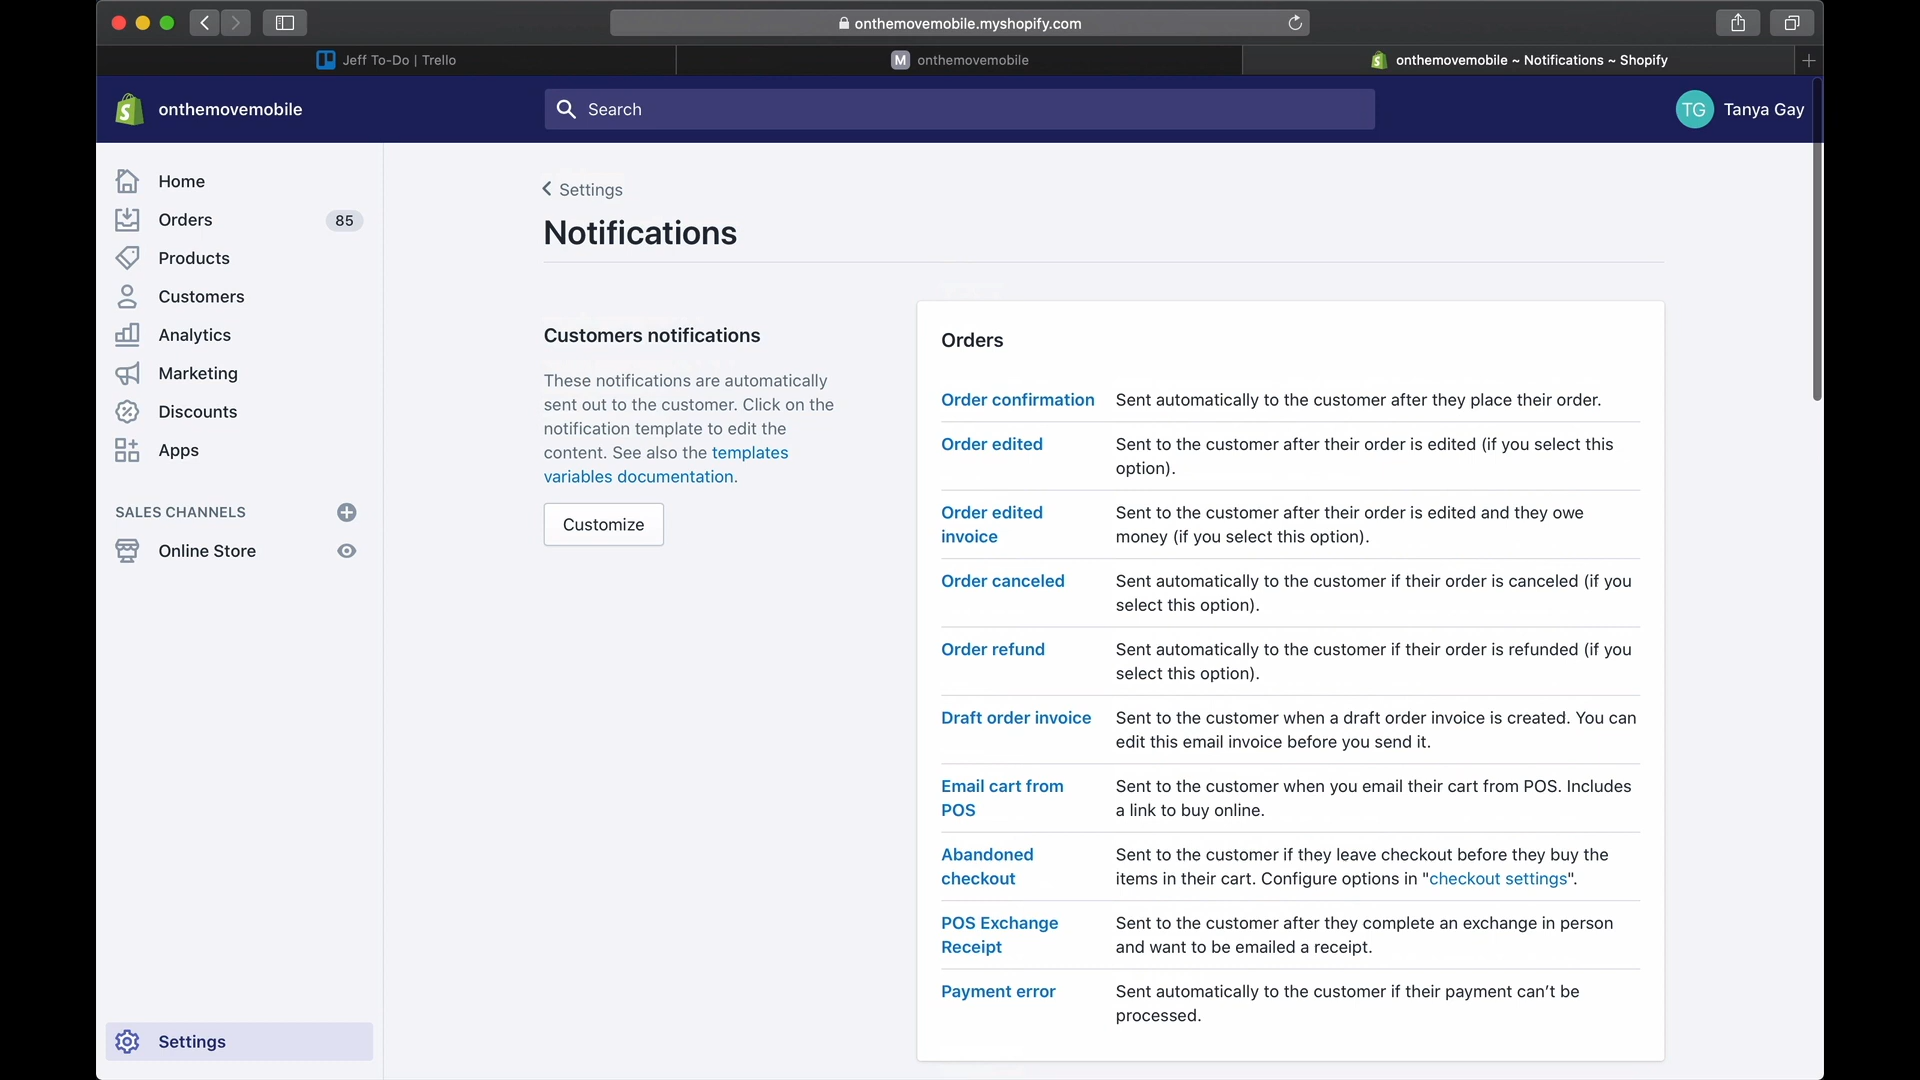 onthemovemobile.myshopify.com
Jeff To-Do | Trello
M onthemovemobile
onthemovemobile ~ Notifications ~ Shopify
onthemovemobile
Search
TG Tanya Gay
Home
Orders 85
Products
Customers
Analytics
Marketing
Discounts
Apps
SALES CHANNELS
Online Store
Settings
Settings
Notifications
Customers notifications
These notifications are automatically
sent out to the customer. Click on the
notification template to edit the
content. See also the templates
variables documentation.
Customize
Orders
Order confirmation Sent automatically to the customer after they place their order.
Order edited Sent to the customer after their order is edited (if you select this
option).
Order edited Sent to the customer after their order is edited and they owe
invoice money (if you select this option).
Order canceled Sent automatically to the customer if their order is canceled (if you
select this option).
Order refund Sent automatically to the customer if their order is refunded (if you
select this option).
Draft order invoice Sent to the customer when a draft order invoice is created. You can
edit this email invoice before you send it.
Email cart from Sent to the customer when you email their cart from POS. Includes
POS a link to buy online.
Abandoned Sent to the customer if they leave checkout before they buy the
checkout items in their cart. Configure options in "checkout settings".
POS Exchange Sent to the customer after they complete an exchange in person
Receipt and want to be emailed a receipt.
Payment error Sent automatically to the customer if their payment can’t be
processed.